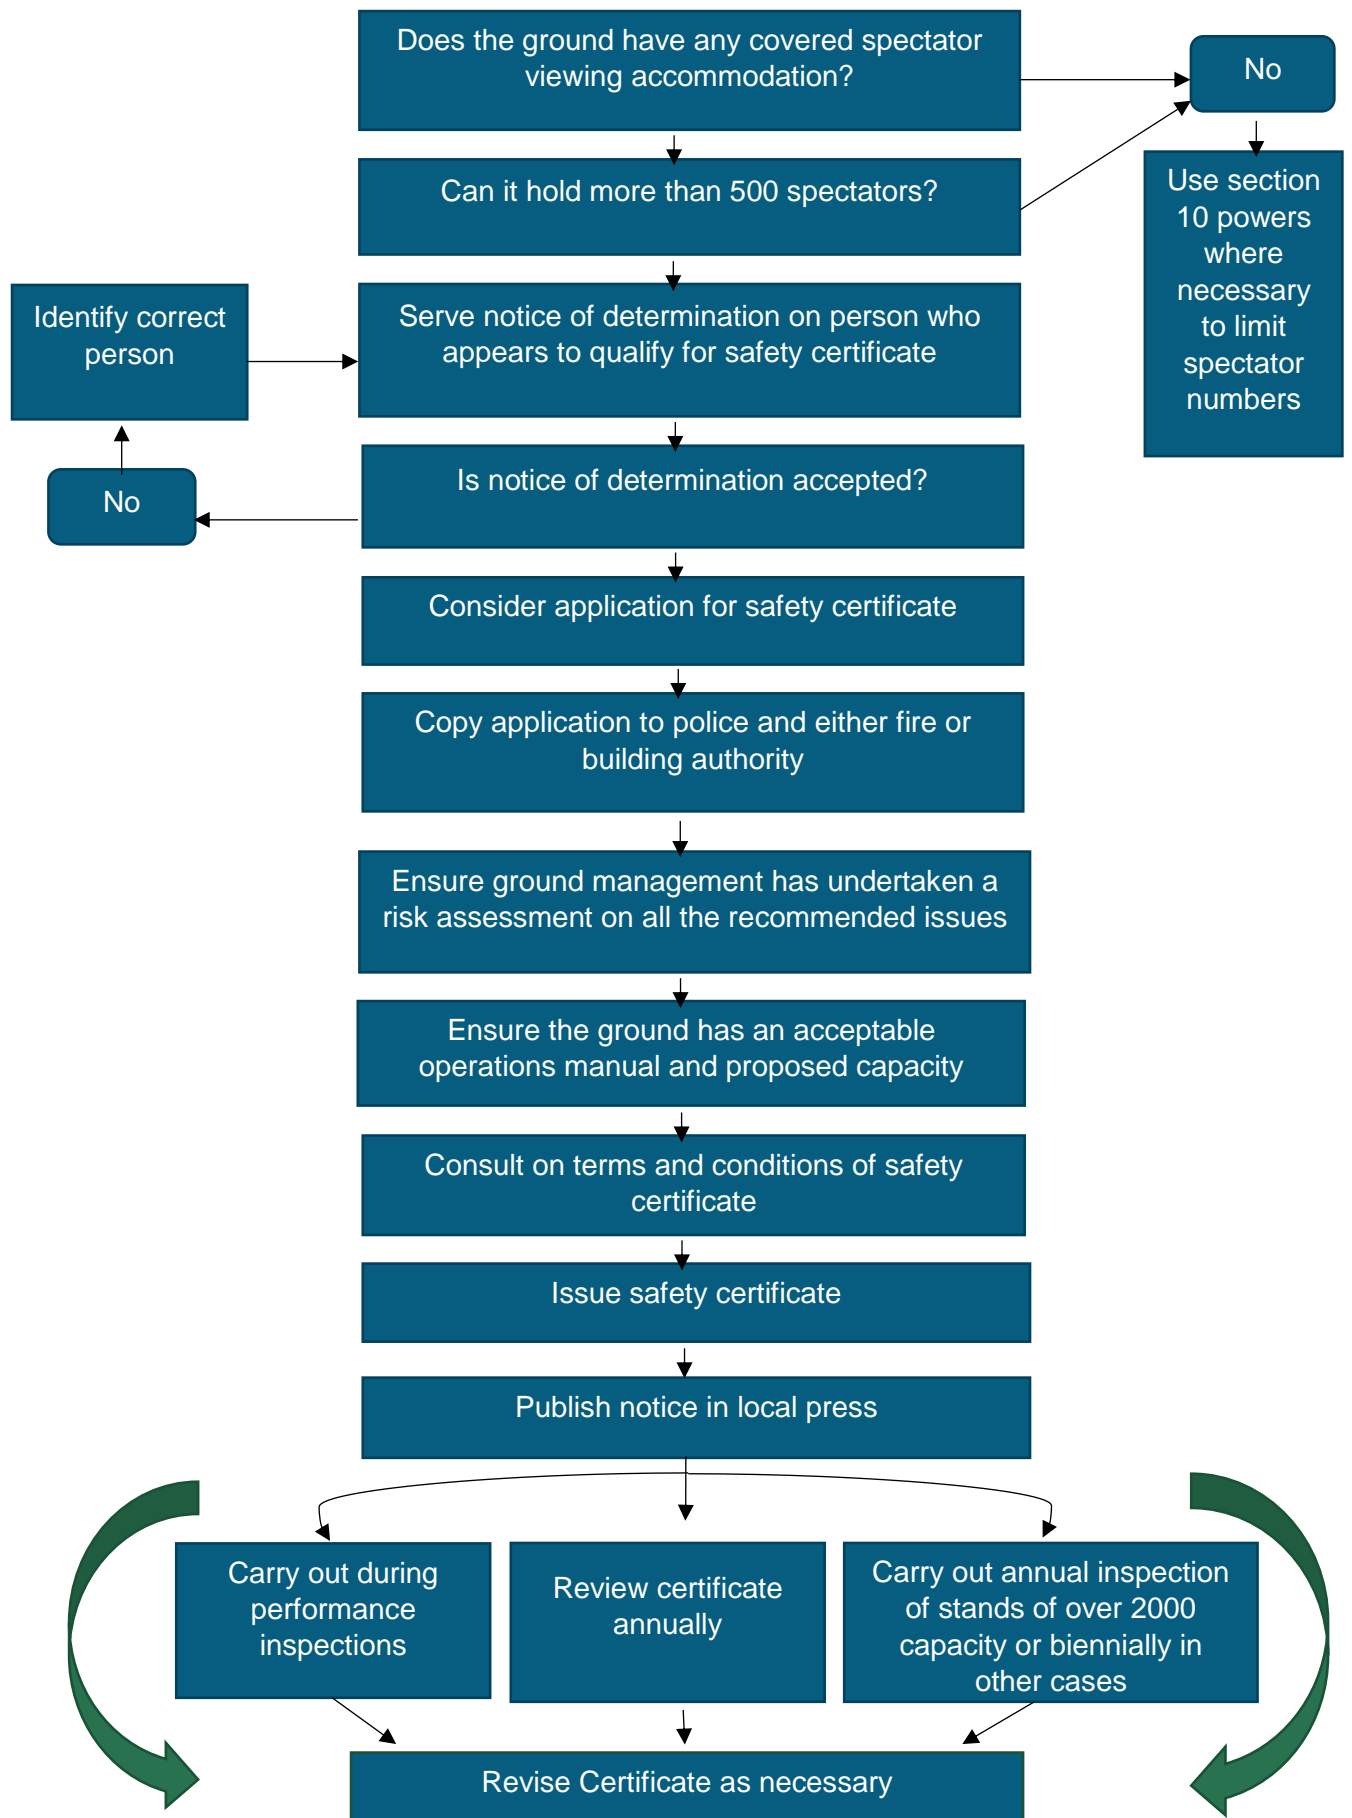 Does the ground have any covered spectator
viewing accommodation?
No
Can it hold more than 500 spectators?
Use section
10 powers
where
necessary
to limit
spectator
numbers
Identify correct
person
Serve notice of determination on person who
appears to qualify for safety certificate
Is notice of determination accepted?
No
Consider application for safety certificate
Copy application to police and either fire or
building authority
Ensure ground management has undertaken a
risk assessment on all the recommended issues
Ensure the ground has an acceptable
operations manual and proposed capacity
Consult on terms and conditions of safety
certificate
Issue safety certificate
Publish notice in local press
Carry out during
performance
inspections
Review certificate
annually
Carry out annual inspection
of stands of over 2000
capacity or biennially in
other cases
Revise Certificate as necessary